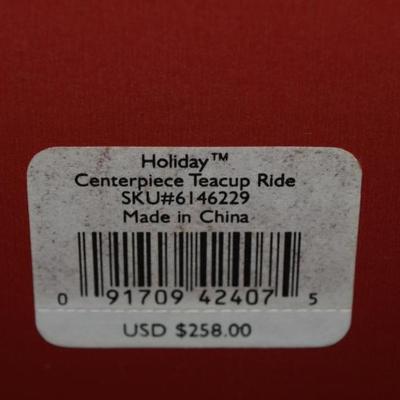 Holiday™
Centerpiece Teacup Ride
SKU#6146229
Made in China
0 91709 42407 5
USD $258.00